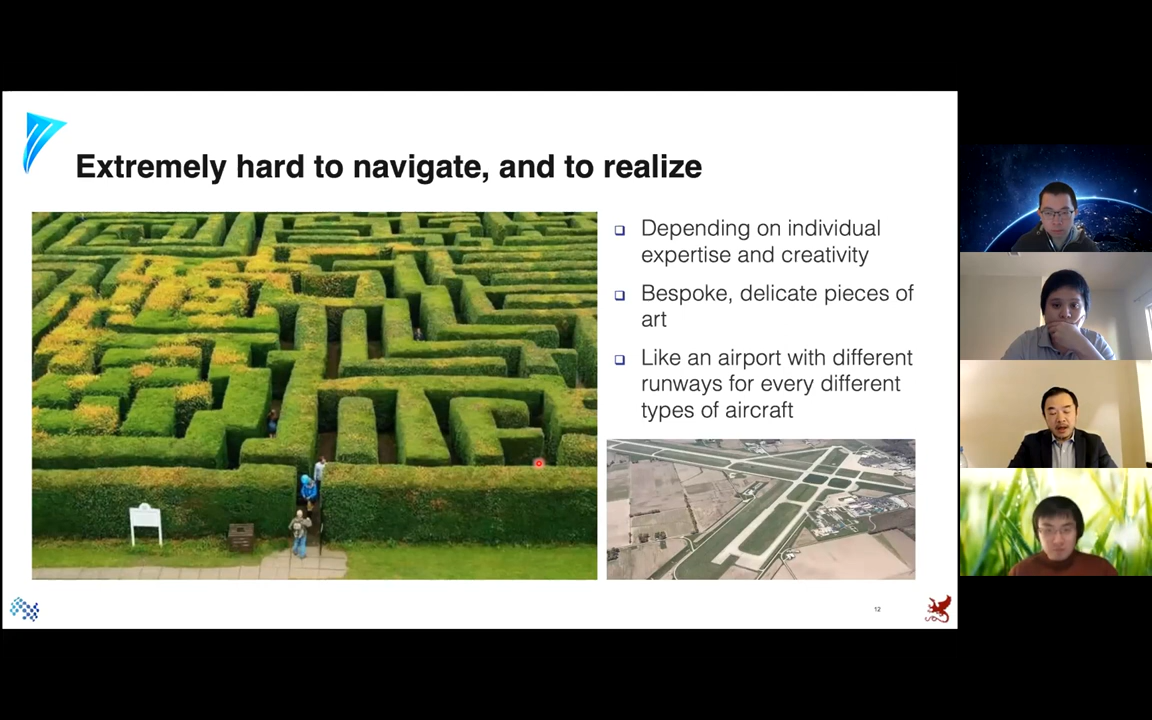 Extremely hard to navigate, and to realize
Depending on individual
expertise and creativity
Bespoke, delicate pieces of
art
Like an airport with different
runways for every different
types of aircraft
12